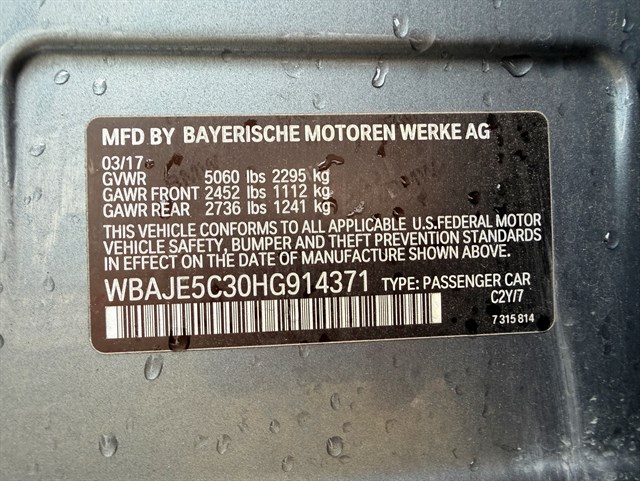 MFD BY BAYERISCHE MOTOREN WERKE AG
03/17
GVWR 5060 lbs 2295 kg
GAWR FRONT 2452 lbs 1112 kg
GAWR REAR 2736 lbs 1241 kg
THIS VEHICLE CONFORMS TO ALL APPLICABLE U.S.FEDERAL MOTOR
VEHICLE SAFETY, BUMPER AND THEFT PREVENTION STANDARDS
IN EFFECT ON THE DATE OF MANUFACTURE SHOWN ABOVE.
WBAJE5C30HG914371 TYPE: PASSENGER CAR
C2Y/7
7 315 814